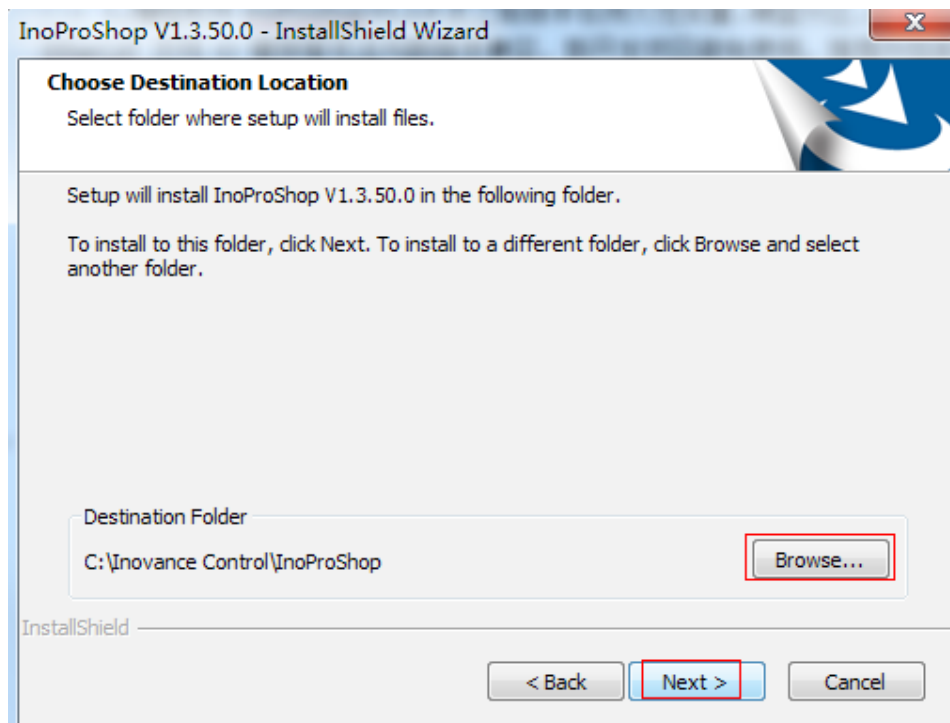 InoProShop V1.3.50.0 - InstallShield Wizard
Choose Destination Location
Select folder where setup will install files.
Setup will install InoProShop V1.3.50.0 in the following folder.
To install to this folder, click Next. To install to a different folder, click Browse and select
another folder.
Destination Folder
C:\Inovance Control\InoProShop
Browse...
InstallShield
< Back
Next >
Cancel